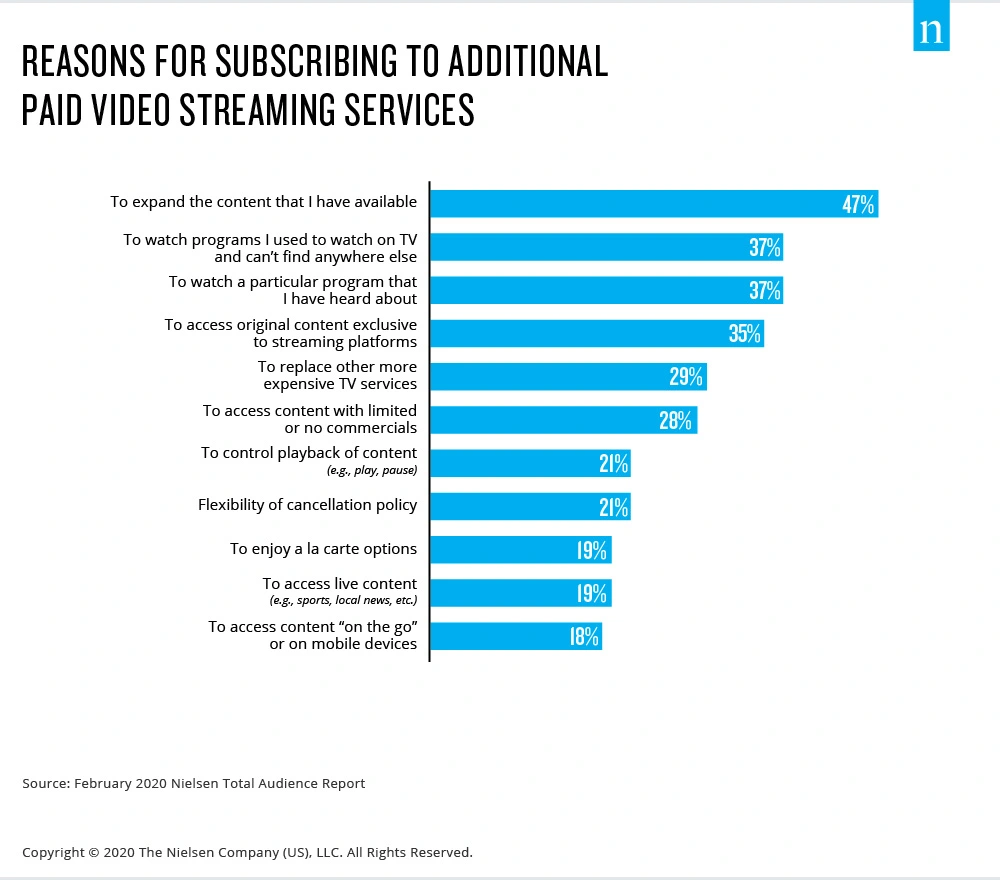 n
REASONS FOR SUBSCRIBING TO ADDITIONAL
PAID VIDEO STREAMING SERVICES
To expand the content that I have available
47%
To watch programs I used to watch on TV
and can’t find anywhere else
37%
To watch a particular program that
I have heard about
37%
To access original content exclusive
to streaming platforms
35%
To replace other more
expensive TV services
29%
To access content with limited
or no commercials
28%
To control playback of content
(e.g., play, pause)
21%
Flexibility of cancellation policy
21%
To enjoy a la carte options
19%
To access live content
(e.g., sports, local news, etc.)
19%
To access content “on the go”
or on mobile devices
18%
Source: February 2020 Nielsen Total Audience Report
Copyright © 2020 The Nielsen Company (US), LLC. All Rights Reserved.